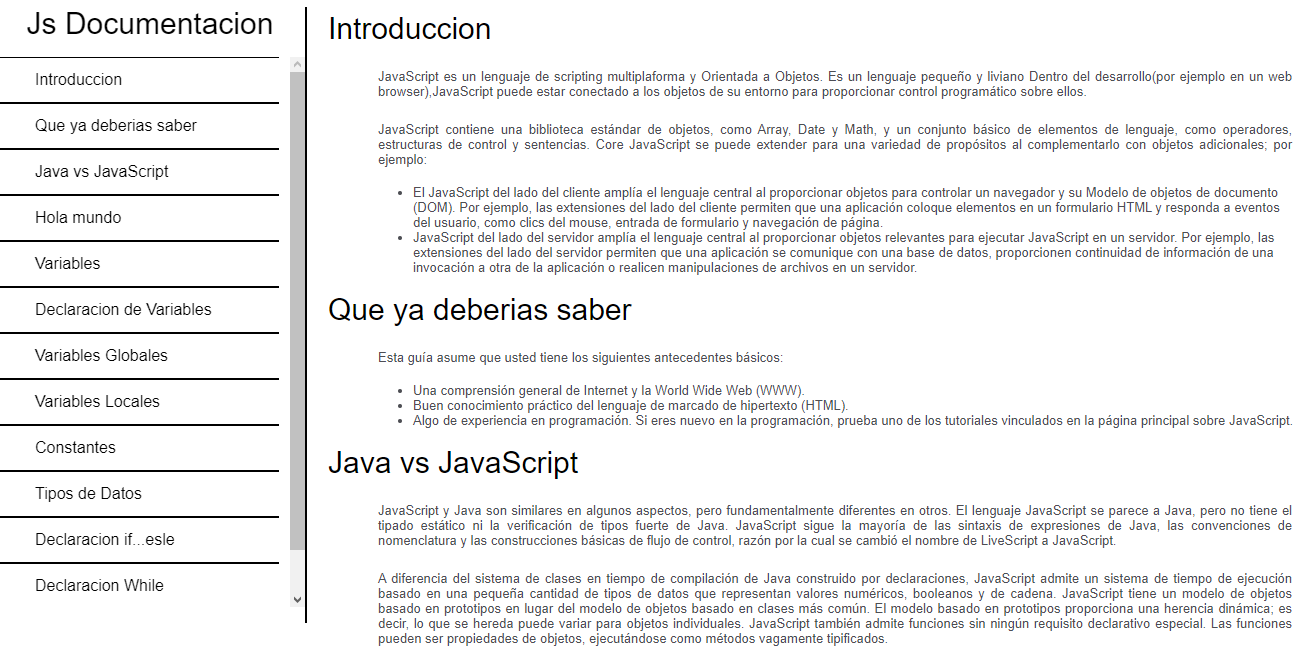 Js Documentacion
Introduccion
Que ya deberias saber
Java vs JavaScript
Hola mundo
Variables
Declaracion de Variables
Variables Globales
Variables Locales
Constantes
Tipos de Datos
Declaracion if...esle
Declaracion While
Introduccion
JavaScript es un lenguaje de scripting multiplaforma y Orientada a Objetos. Es un lenguaje pequeño y liviano Dentro del desarrollo(por ejemplo en un web
browser),JavaScript puede estar conectado a los objetos de su entorno para proporcionar control programático sobre ellos.
JavaScript contiene una biblioteca estándar de objetos, como Array, Date y Math, y un conjunto básico de elementos de lenguaje, como operadores,
estructuras de control y sentencias. Core JavaScript se puede extender para una variedad de propósitos al complementarlo con objetos adicionales; por
ejemplo:
• El JavaScript del lado del cliente amplía el lenguaje central al proporcionar objetos para controlar un navegador y su Modelo de objetos de documento
(DOM). Por ejemplo, las extensiones del lado del cliente permiten que una aplicación coloque elementos en un formulario HTML y responda a eventos
del usuario, como clics del mouse, entrada de formulario y navegación de página.
• JavaScript del lado del servidor amplía el lenguaje central al proporcionar objetos relevantes para ejecutar JavaScript en un servidor. Por ejemplo, las
extensiones del lado del servidor permiten que una aplicación se comunique con una base de datos, proporcionen continuidad de información de una
invocación a otra de la aplicación o realicen manipulaciones de archivos en un servidor.
Que ya deberias saber
Esta guía asume que usted tiene los siguientes antecedentes básicos:
• Una comprensión general de Internet y la World Wide Web (WWW).
• Buen conocimiento práctico del lenguaje de marcado de hipertexto (HTML).
• Algo de experiencia en programación. Si eres nuevo en la programación, prueba uno de los tutoriales vinculados en la página principal sobre JavaScript.
Java vs JavaScript
JavaScript y Java son similares en algunos aspectos, pero fundamentalmente diferentes en otros. El lenguaje JavaScript se parece a Java, pero no tiene el
tipado estático ni la verificación de tipos fuerte de Java. JavaScript sigue la mayoría de las sintaxis de expresiones de Java, las convenciones de
nomenclatura y las construcciones básicas de flujo de control, razón por la cual se cambió el nombre de LiveScript a JavaScript.
A diferencia del sistema de clases en tiempo de compilación de Java construido por declaraciones, JavaScript admite un sistema de tiempo de ejecución
basado en una pequeña cantidad de tipos de datos que representan valores numéricos, booleanos y de cadena. JavaScript tiene un modelo de objetos
basado en prototipos en lugar del modelo de objetos basado en clases más común. El modelo basado en prototipos proporciona una herencia dinámica; es
decir, lo que se hereda puede variar para objetos individuales. JavaScript también admite funciones sin ningún requisito declarativo especial. Las funciones
pueden ser propiedades de objetos, ejecutándose como métodos vagamente tipificados.